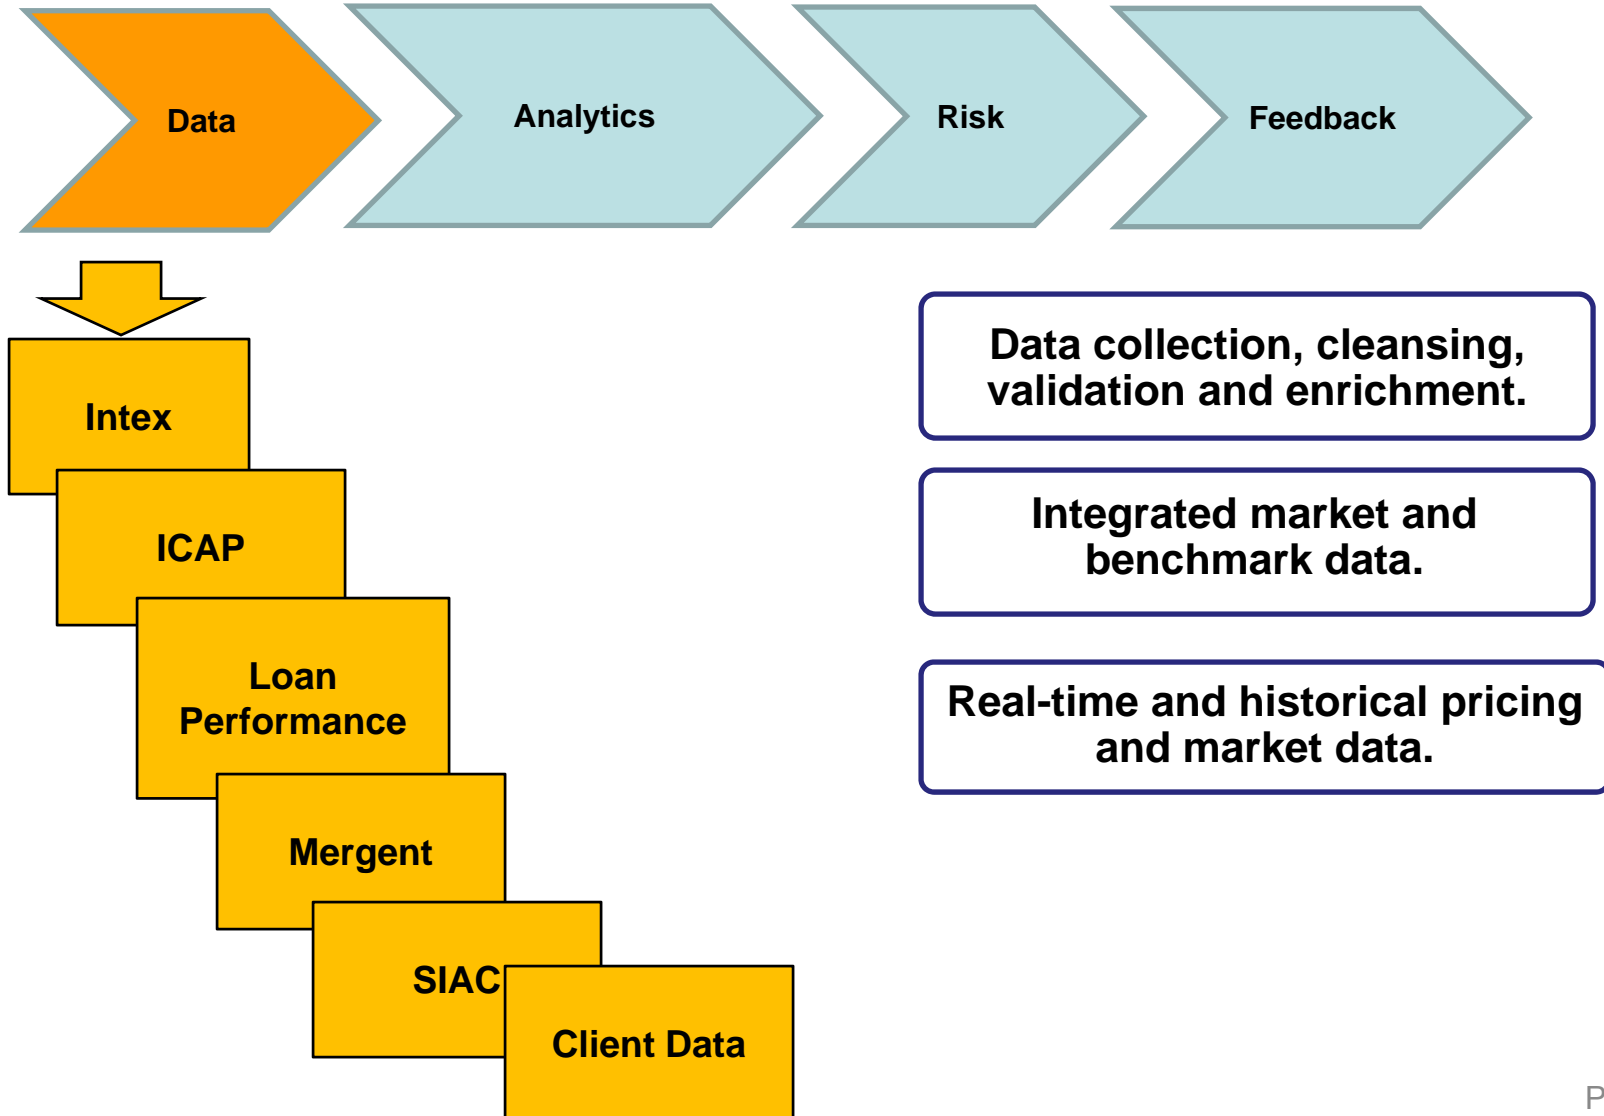 Data
Analytics
Risk
Feedback
Intex
ICAP
Loan
Performance
Mergent
SIAC
Client Data
Data collection, cleansing,
validation and enrichment.
Integrated market and
benchmark data.
Real-time and historical pricing
and market data.
P